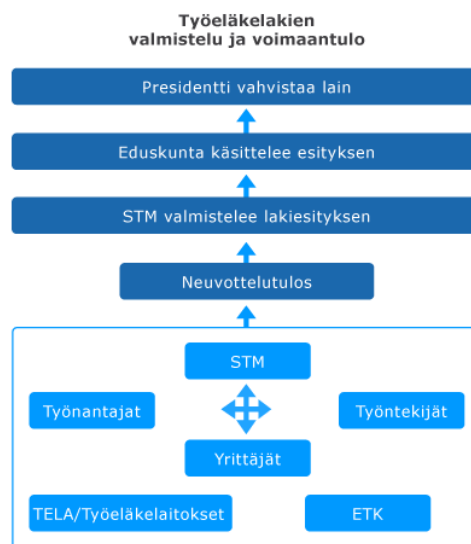 Työeläkelakien
valmistelu ja voimaantulo
Presidentti vahvistaa lain
Eduskunta käsittelee esityksen
STM valmistelee lakiesityksen
Neuvottelutulos
STM
Työnantajat
Työntekijät
Yrittäjät
TELA/Työeläkelaitokset
ETK